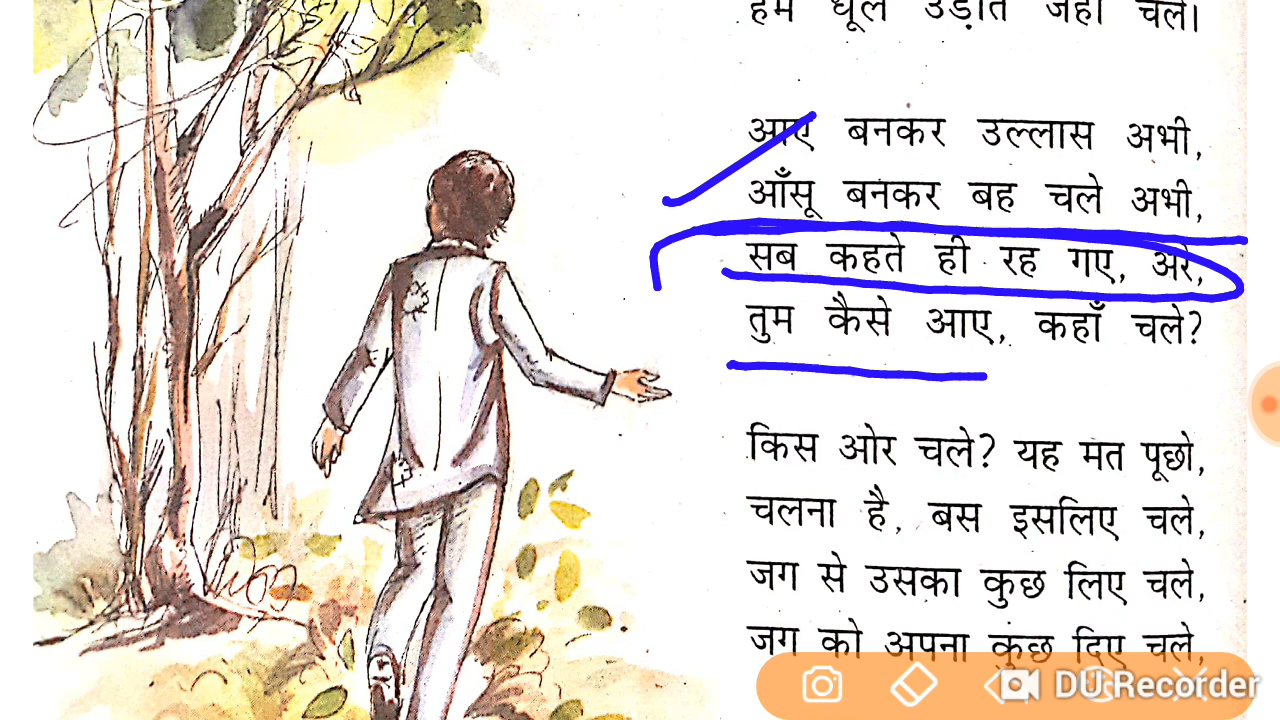 हम धूल उड़ाते जहाँ चले।
आए बनकर उल्लास अभी,
आँसू बनकर बह चले अभी,
सब कहते ही रह गए, अरे,
तुम कैसे आए, कहाँ चले?
किस ओर चले? यह मत पूछो,
चलना है, बस इसलिए चले,
जग से उसका कुछ लिए चले,
जग को अपना कुछ दिए चले,
DU Recorder